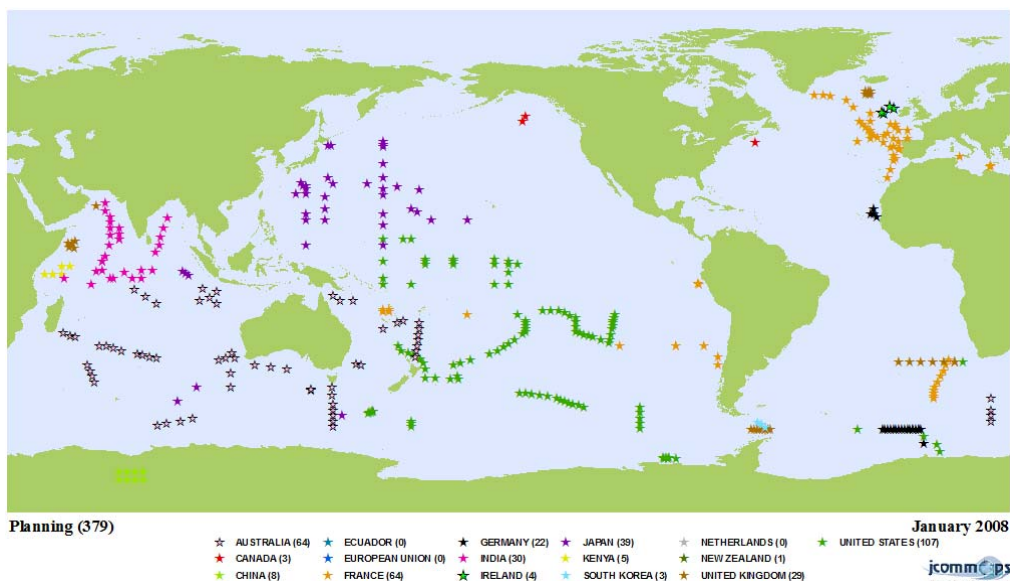 Planning (379) January 2008
AUSTRALIA (64) ECUADOR (0) GERMANY (22) JAPAN (39) NETHERLANDS (0) UNITED STATES (107)
CANADA (3) EUROPEAN UNION (0) INDIA (30) KENYA (5) NEW ZEALAND (1)
CHINA (8) FRANCE (64) IRELAND (4) SOUTH KOREA (3) UNITED KINGDOM (29)
jcommops